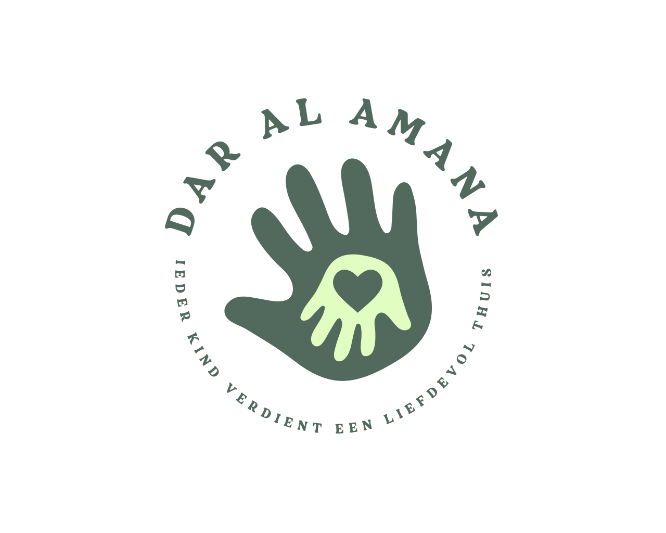 DAR AL AMANA
IEDER KIND VERDIENT EEN LIEFDEVOL THUIS